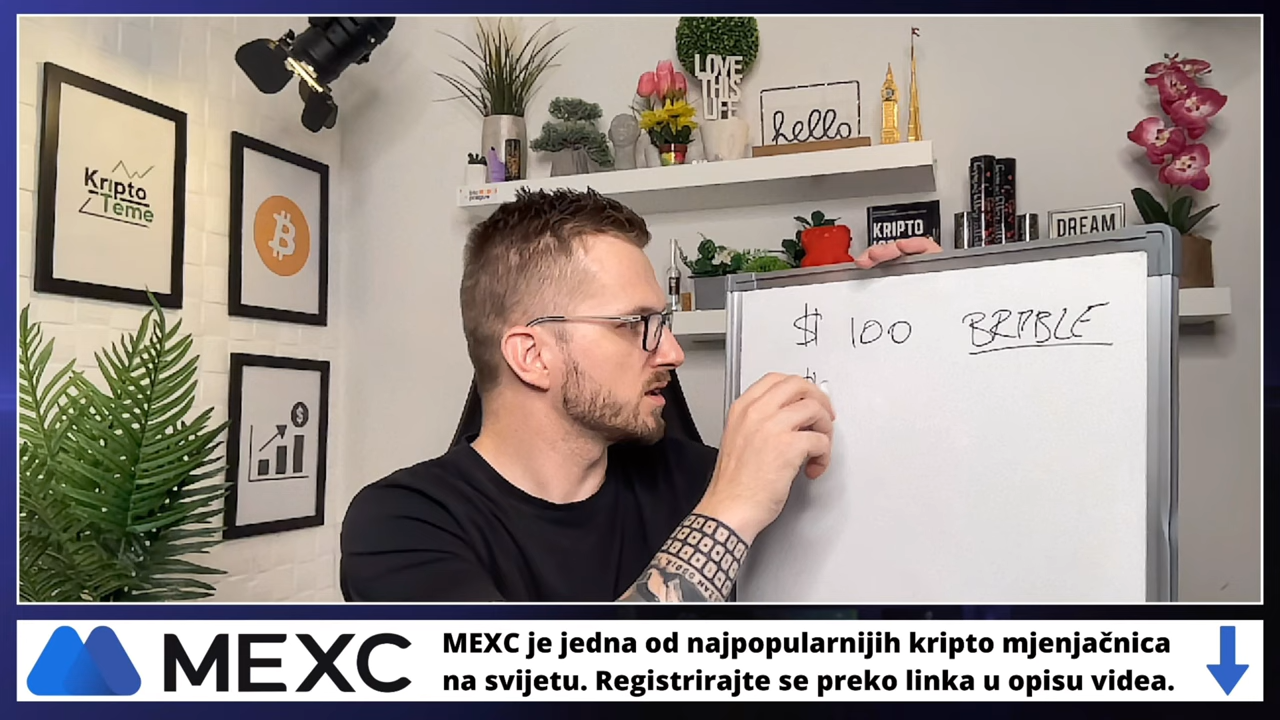 Kripto
Teme
LOVE
THIS
LIFE
hello
KRIPTO
DREAM
$ 100
MEXC
MEXC je jedna od najpopularnijih kripto mjenjačnica
na svijetu. Registrirajte se preko linka u opisu videa.